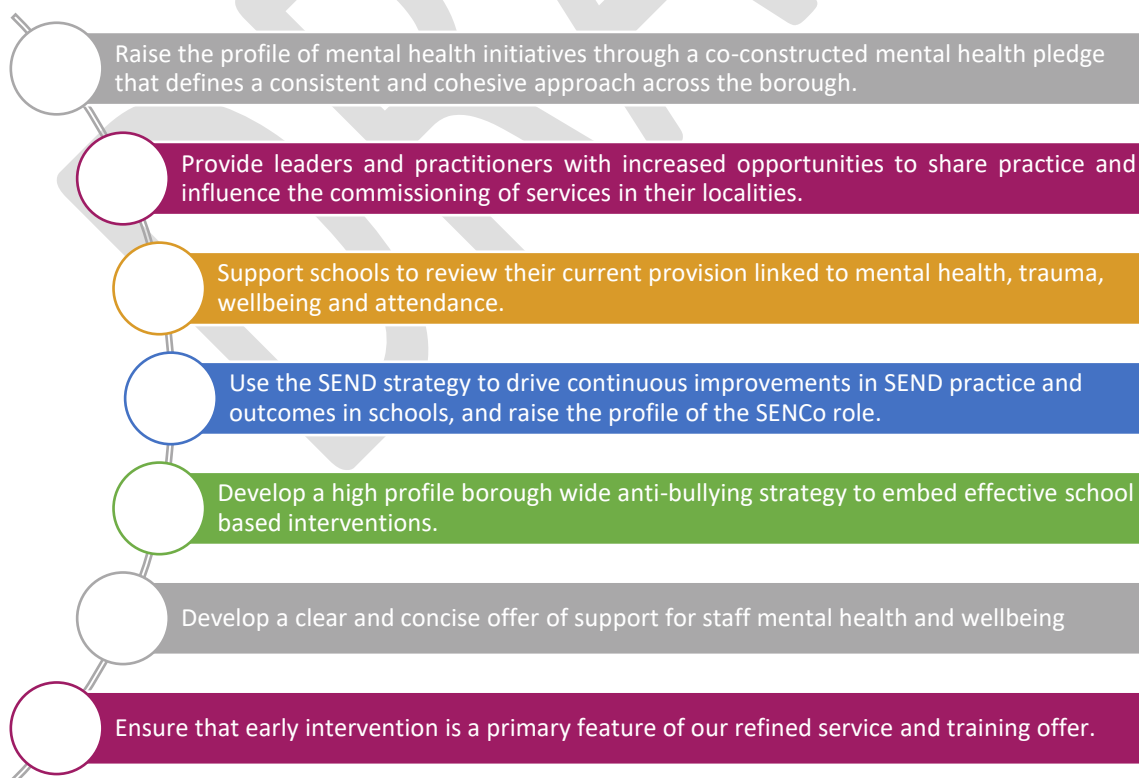 Raise the profile of mental health initiatives through a co-constructed mental health pledge
that defines a consistent and cohesive approach across the borough.
Provide leaders and practitioners with increased opportunities to share practice and
influence the commissioning of services in their localities.
Support schools to review their current provision linked to mental health, trauma,
wellbeing and attendance.
Use the SEND strategy to drive continuous improvements in SEND practice and
outcomes in schools, and raise the profile of the SENCo role.
Develop a high profile borough wide anti-bullying strategy to embed effective school
based interventions.
Develop a clear and concise offer of support for staff mental health and wellbeing
Ensure that early intervention is a primary feature of our refined service and training offer.